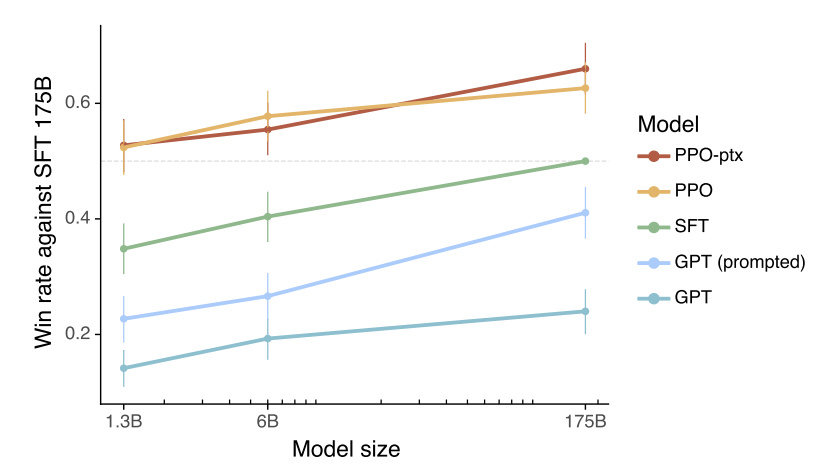 Win rate against SFT 175B
0.6
0.4
0.2
1.3B
6B
175B
Model size
Model
PPO-ptx
PPO
SFT
GPT (prompted)
GPT